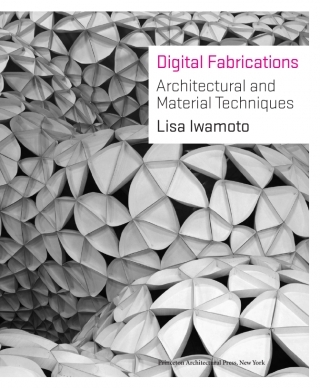 Digital Fabrications
Architectural and
Material Techniques
Lisa Iwamoto
Princeton Architectural Press, New York